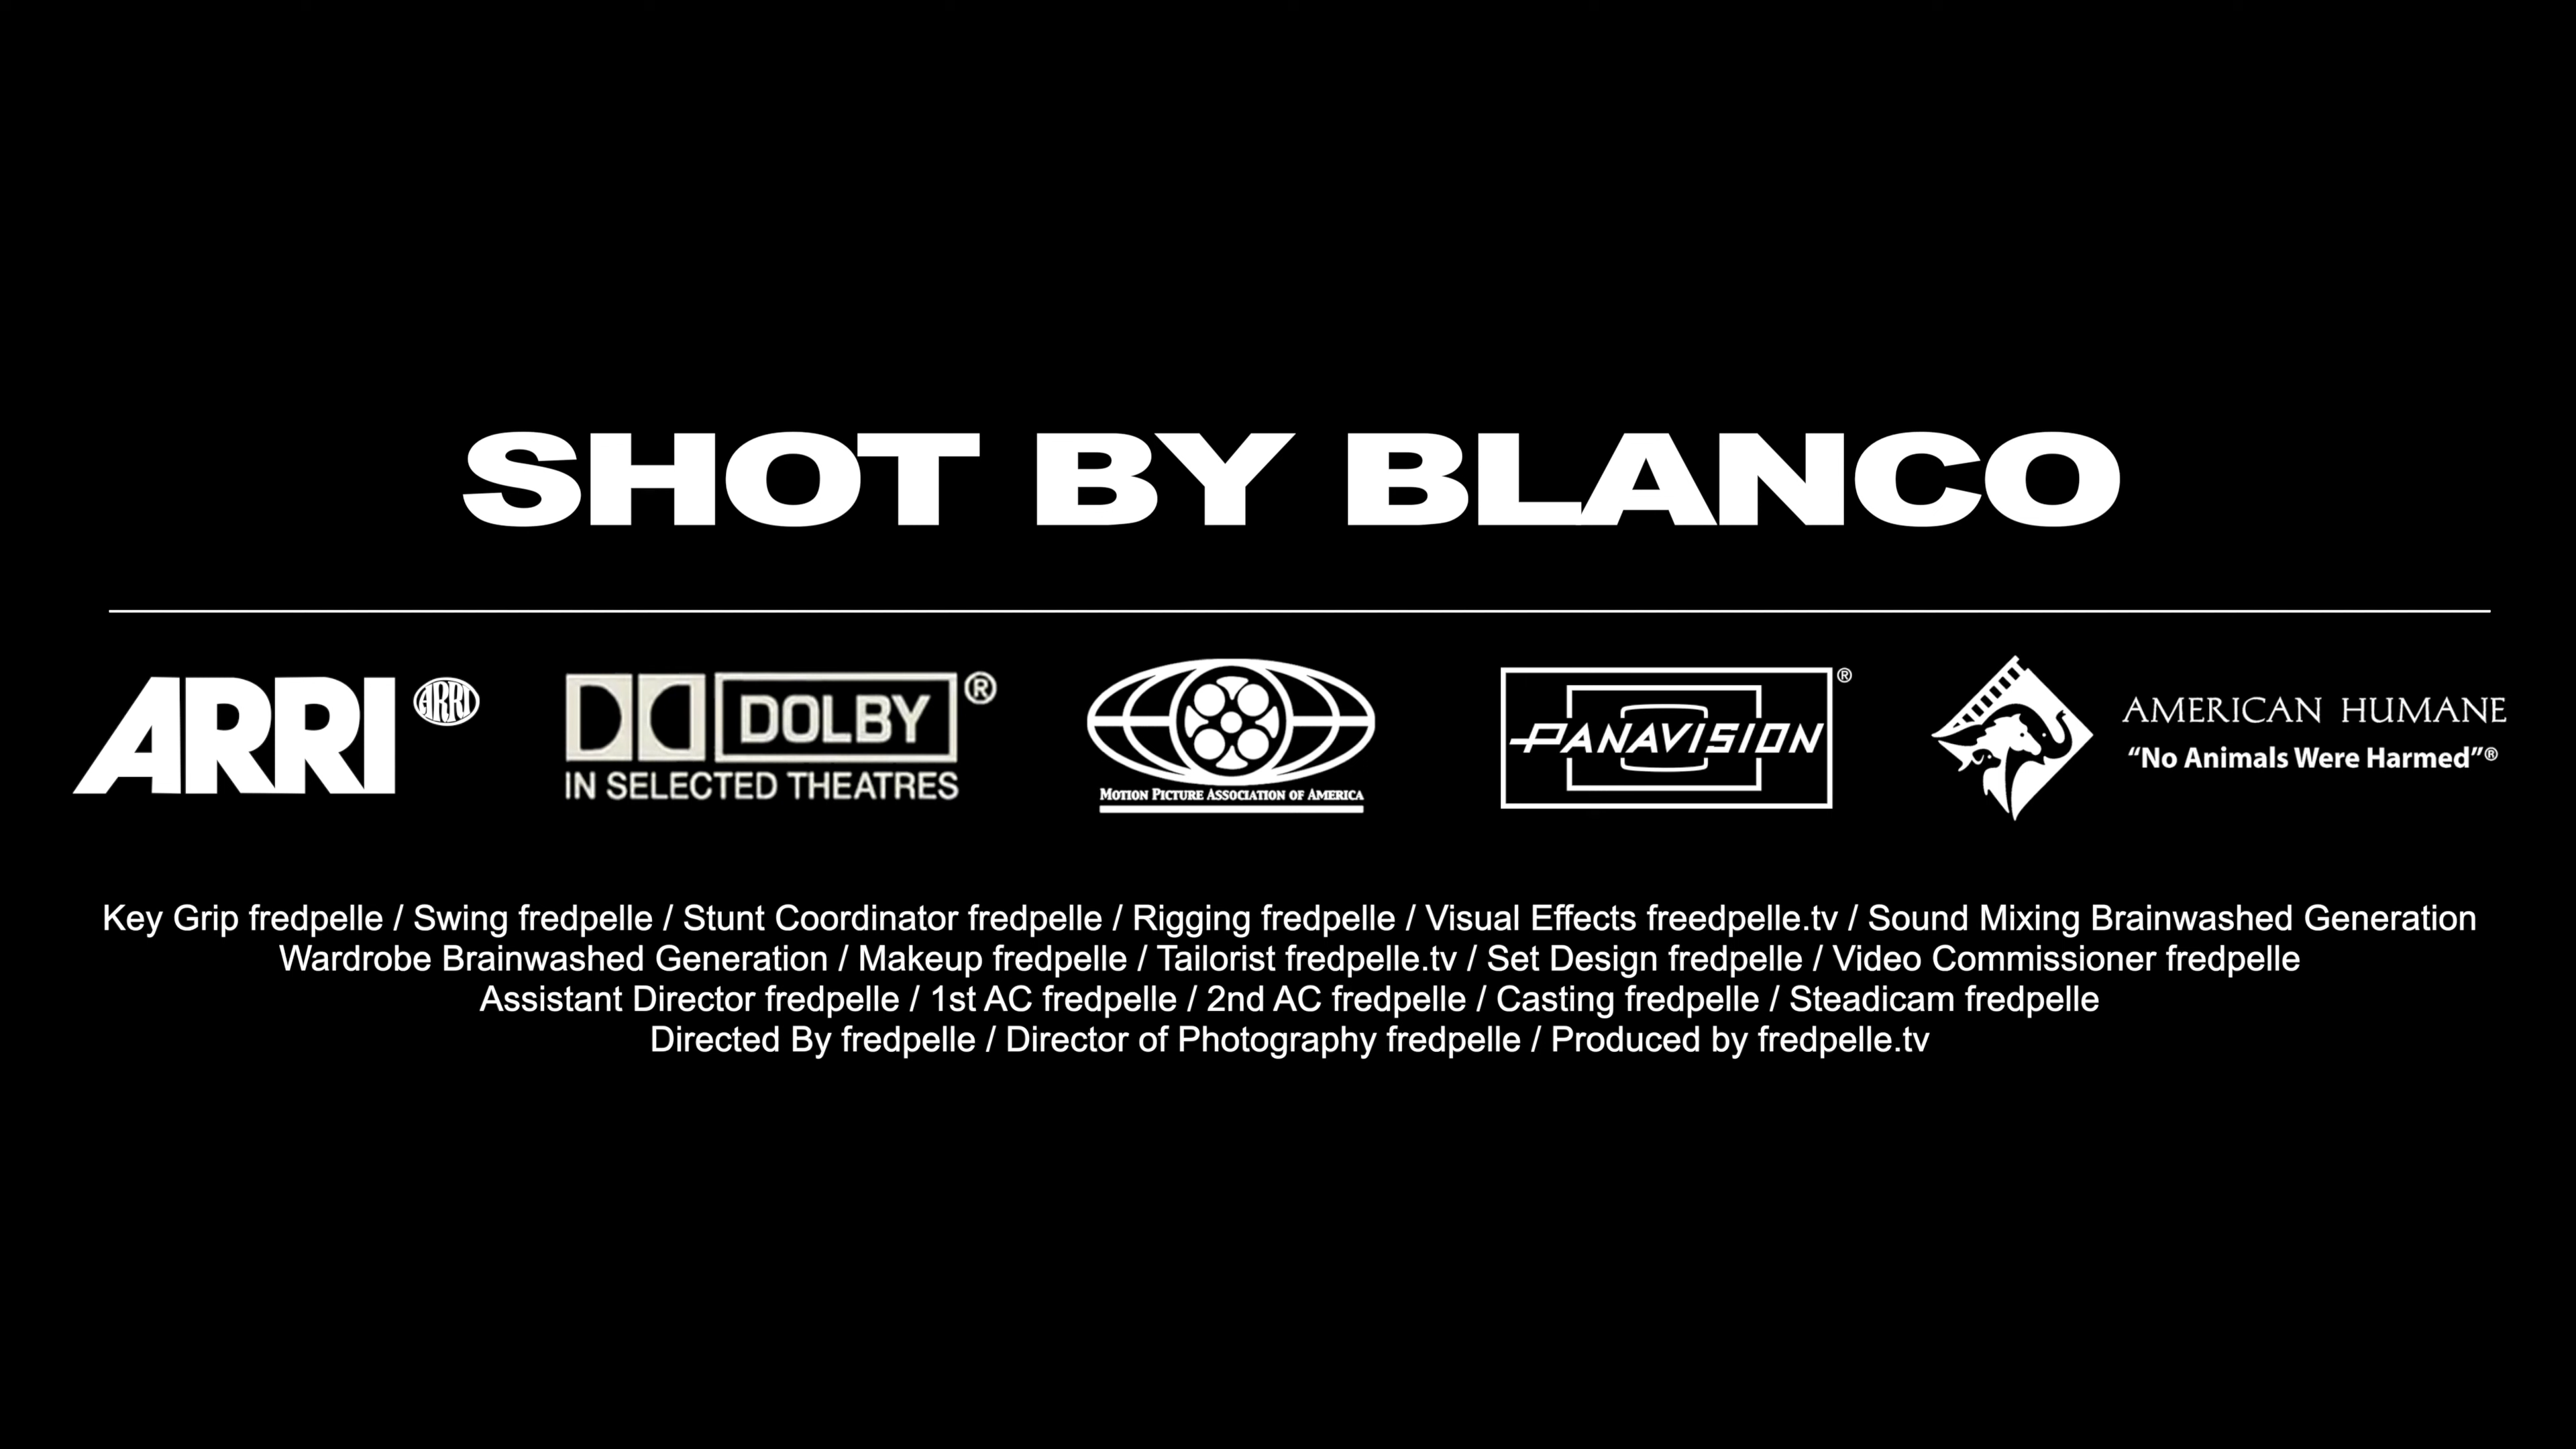 SHOT BY BLANCO
ARRI ARRI
DOLBY ®
IN SELECTED THEATRES
MOTION PICTURE ASSOCIATION OF AMERICA
PANAVISION ®
AMERICAN HUMANE
“No Animals Were Harmed”®
Key Grip fredpelle / Swing fredpelle / Stunt Coordinator fredpelle / Rigging fredpelle / Visual Effects freedpelle.tv / Sound Mixing Brainwashed Generation
Wardrobe Brainwashed Generation / Makeup fredpelle / Tailorist fredpelle.tv / Set Design fredpelle / Video Commissioner fredpelle
Assistant Director fredpelle / 1st AC fredpelle / 2nd AC fredpelle / Casting fredpelle / Steadicam fredpelle
Directed By fredpelle / Director of Photography fredpelle / Produced by fredpelle.tv